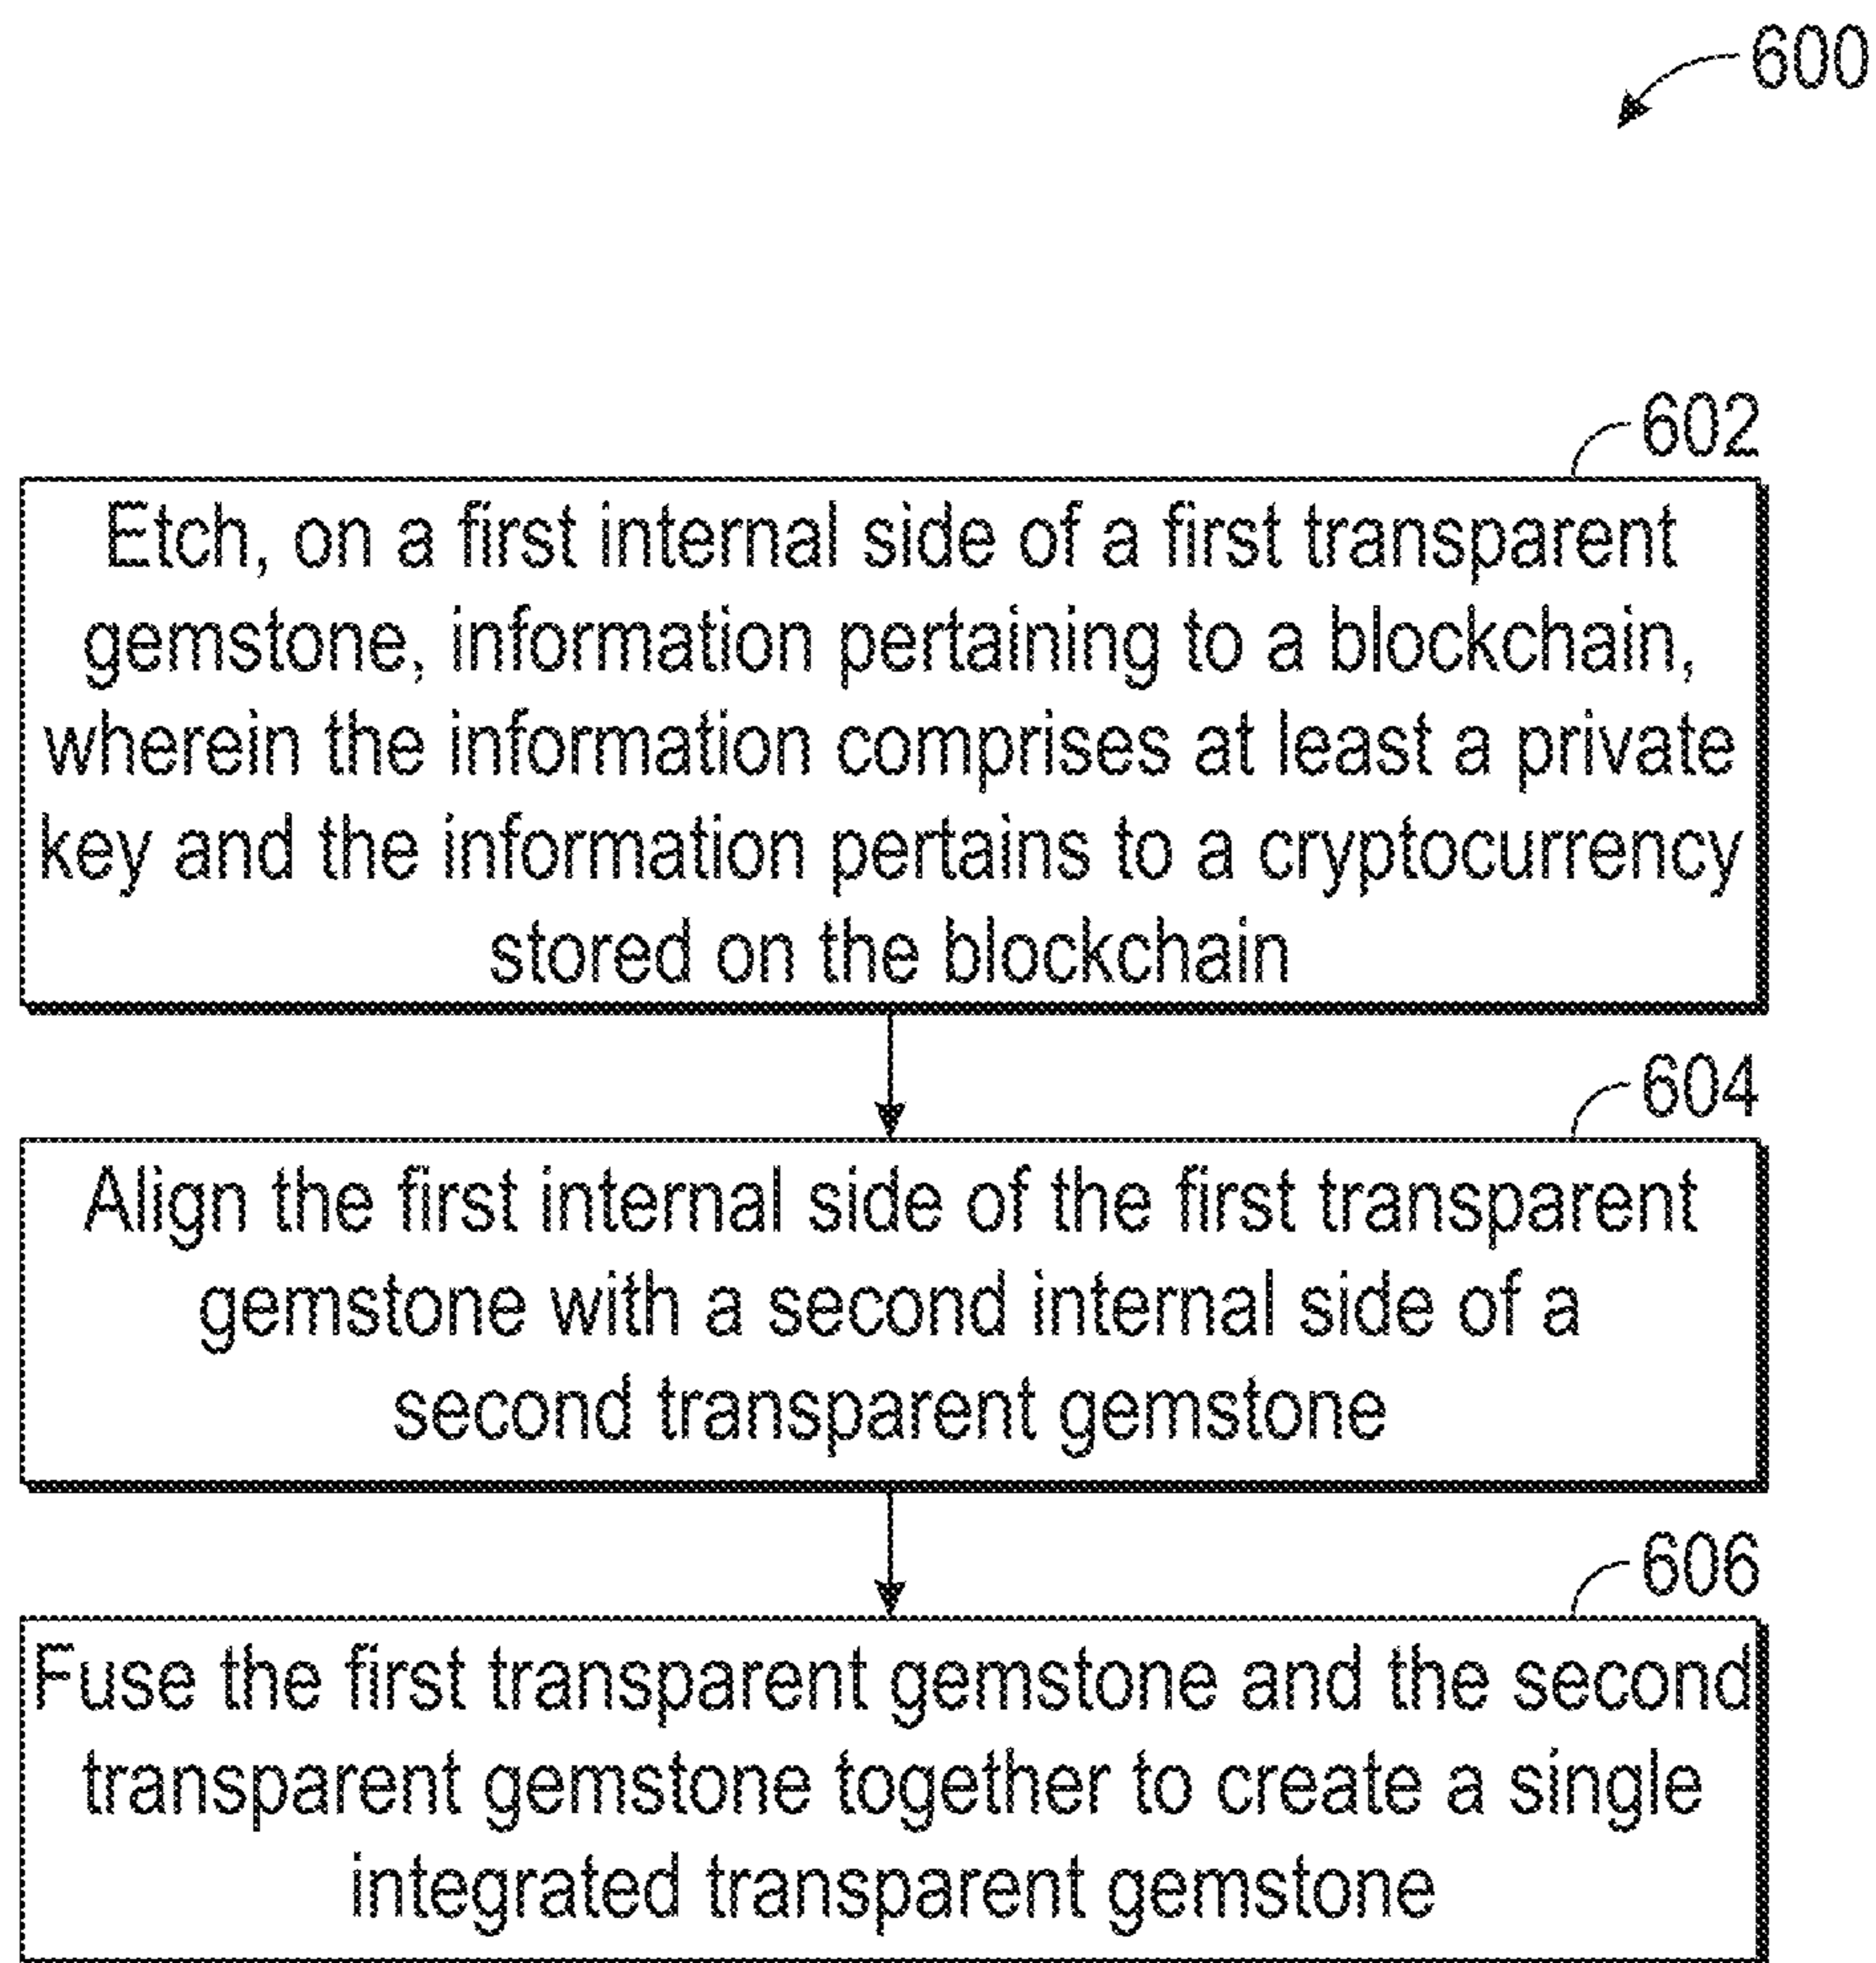 600
602
Etch, on a first internal side of a first transparent
gemstone, information pertaining to a blockchain,
wherein the information comprises at least a private
key and the information pertains to a cryptocurrency
stored on the blockchain
604
Align the first internal side of the first transparent
gemstone with a second internal side of a
second transparent gemstone
606
Fuse the first transparent gemstone and the second
transparent gemstone together to create a single
integrated transparent gemstone